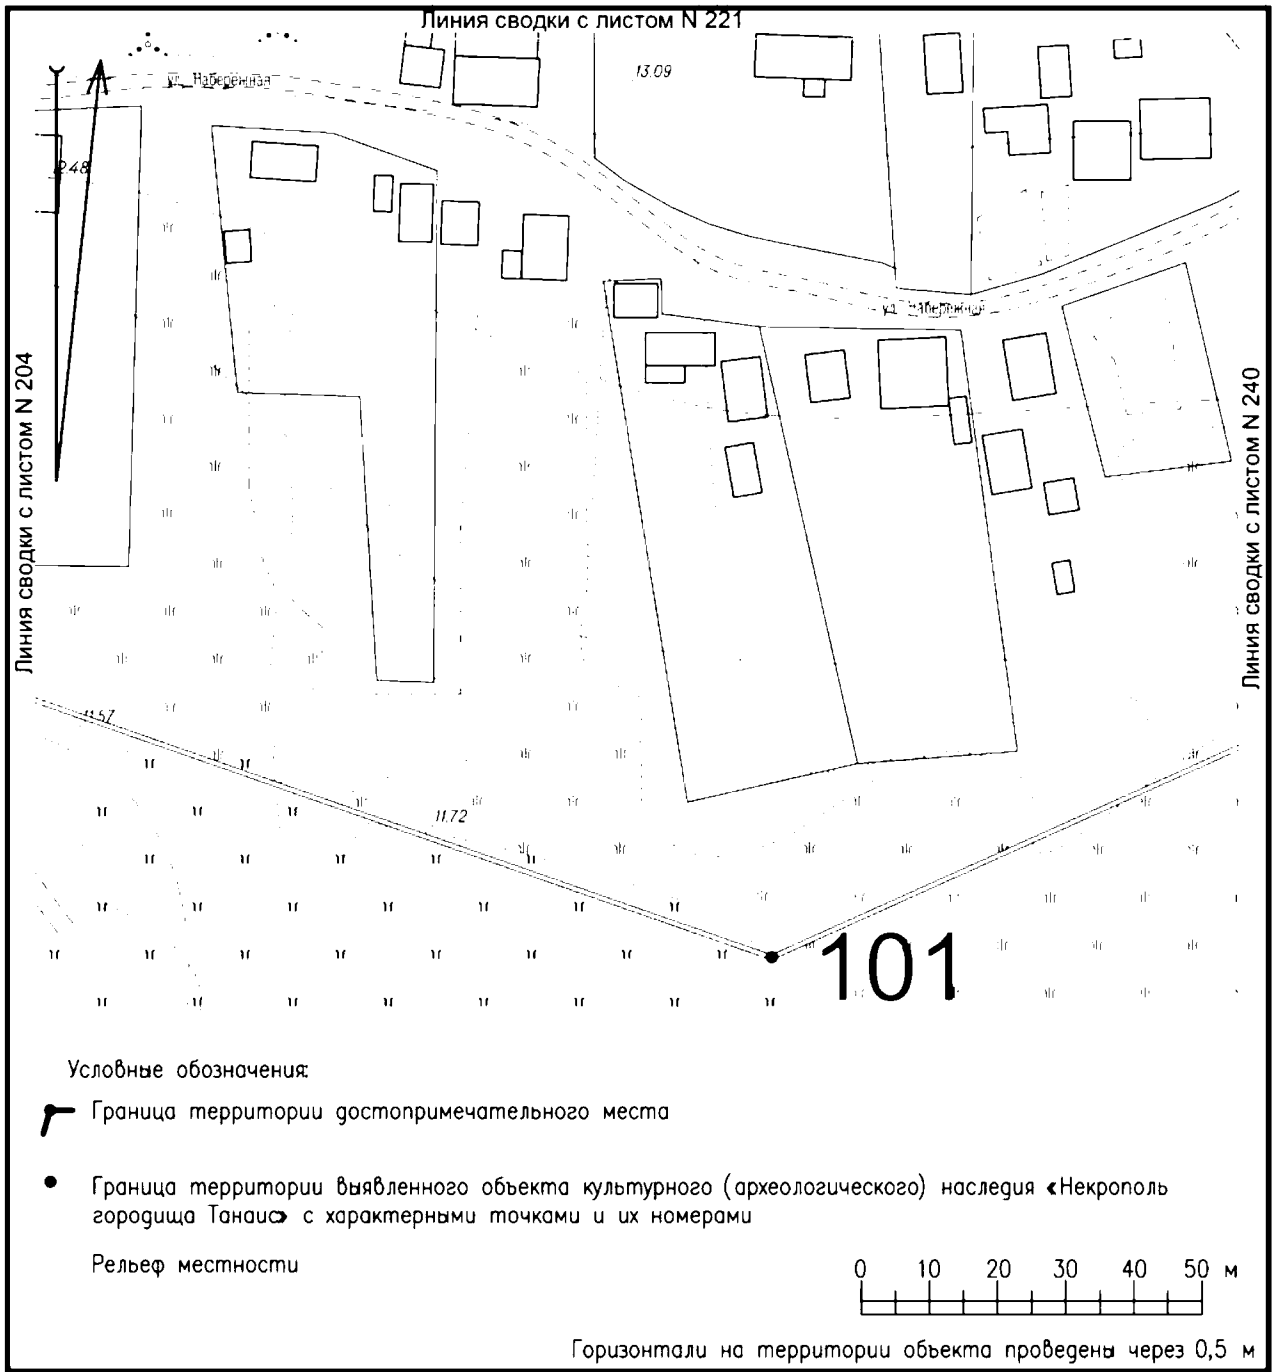 Линия сводки с листом N 221
ул. Набережная
13.09
12.48
ул. Набережная
Линия сводки с листом N 204
Линия сводки с листом N 240
11.57
11.72
101
Условные обозначения:
Граница территории достопримечательного места
Граница территории выявленного объекта культурного (археологического) наследия «Некрополь
городища Танаис» с характерными точками и их номерами
Рельеф местности
0 10 20 30 40 50 м
Горизонтали на территории объекта проведены через 0,5 м